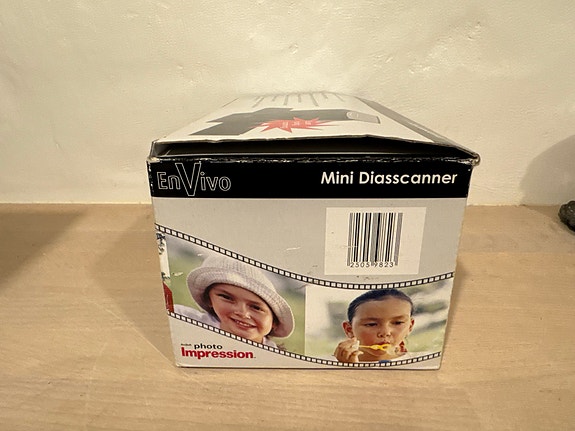 EnVivo
Mini Diasscanner
2505 9823
photo
Impression